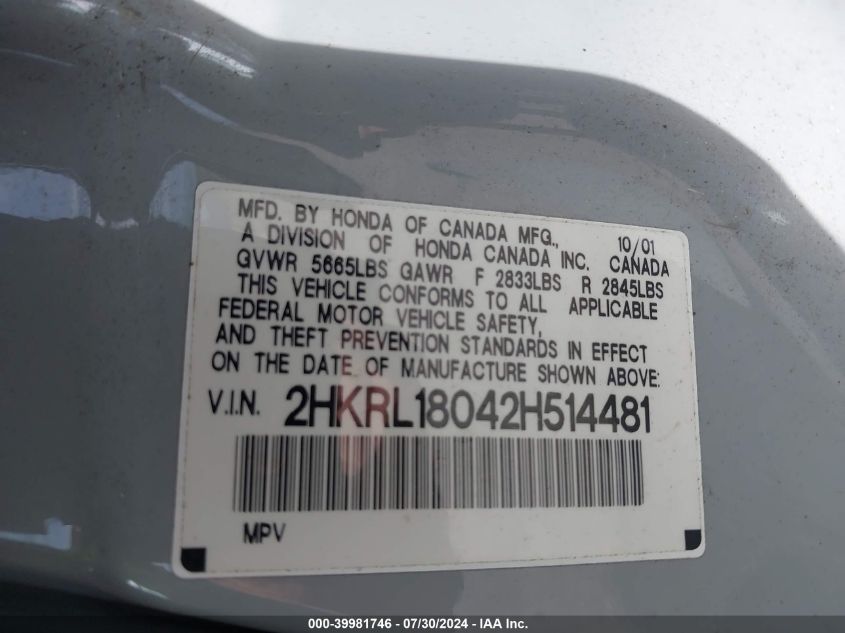 MFD. BY HONDA OF CANADA MFG., 10/01
A DIVISION OF HONDA CANADA INC. CANADA
GVWR 5665LBS GAWR F 2833LBS R 2845LBS
THIS VEHICLE CONFORMS TO ALL APPLICABLE
FEDERAL MOTOR VEHICLE SAFETY,
AND THEFT PREVENTION STANDARDS IN EFFECT
ON THE DATE OF MANUFACTURE SHOWN ABOVE:
V.I.N. 2HKRL18042H514481
MPV
000-39981746 - 07/30/2024 - IAA Inc.